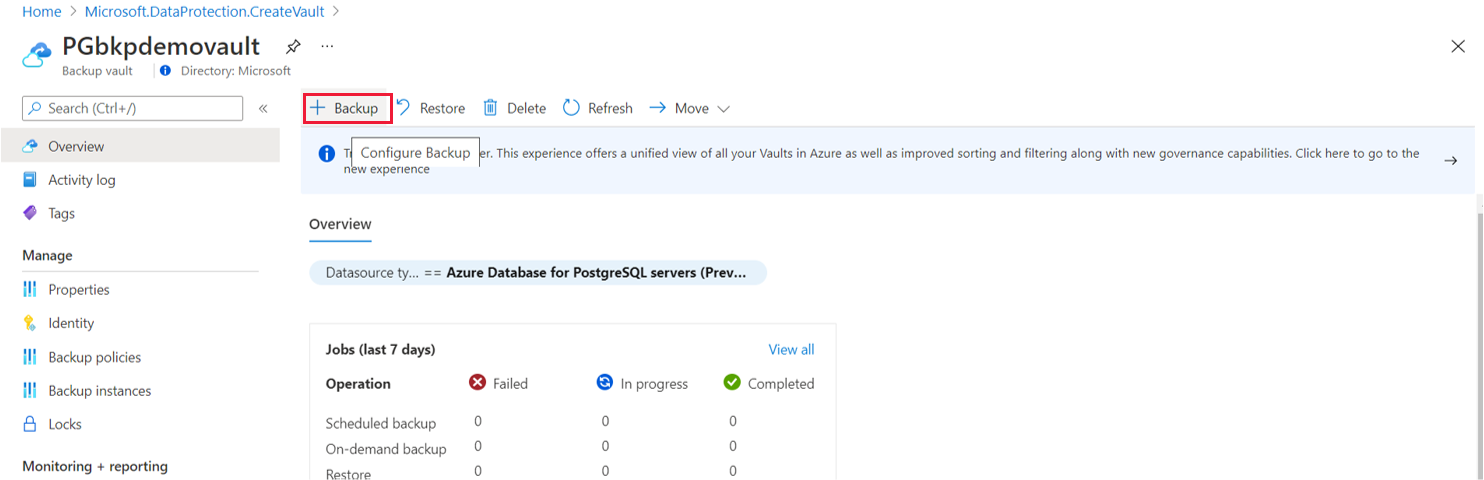 Home > Microsoft.DataProtection.CreateVault >
PGbkpdemovault
Backup vault | Directory: Microsoft
Search (Ctrl+/) «
Overview
Activity log
Tags
Manage
Properties
Identity
Backup policies
Backup instances
Locks
Monitoring + reporting
+ Backup Restore Delete Refresh → Move
Configure Backup
er. This experience offers a unified view of all your Vaults in Azure as well as improved sorting and filtering along with new governance capabilities. Click here to go to the →
new experience
Overview
Datasource ty... == Azure Database for PostgreSQL servers (Prev...
Jobs (last 7 days) View all
Operation Failed In progress Completed
Scheduled backup 0 0 0
On-demand backup 0 0 0
Restore 0 0 0